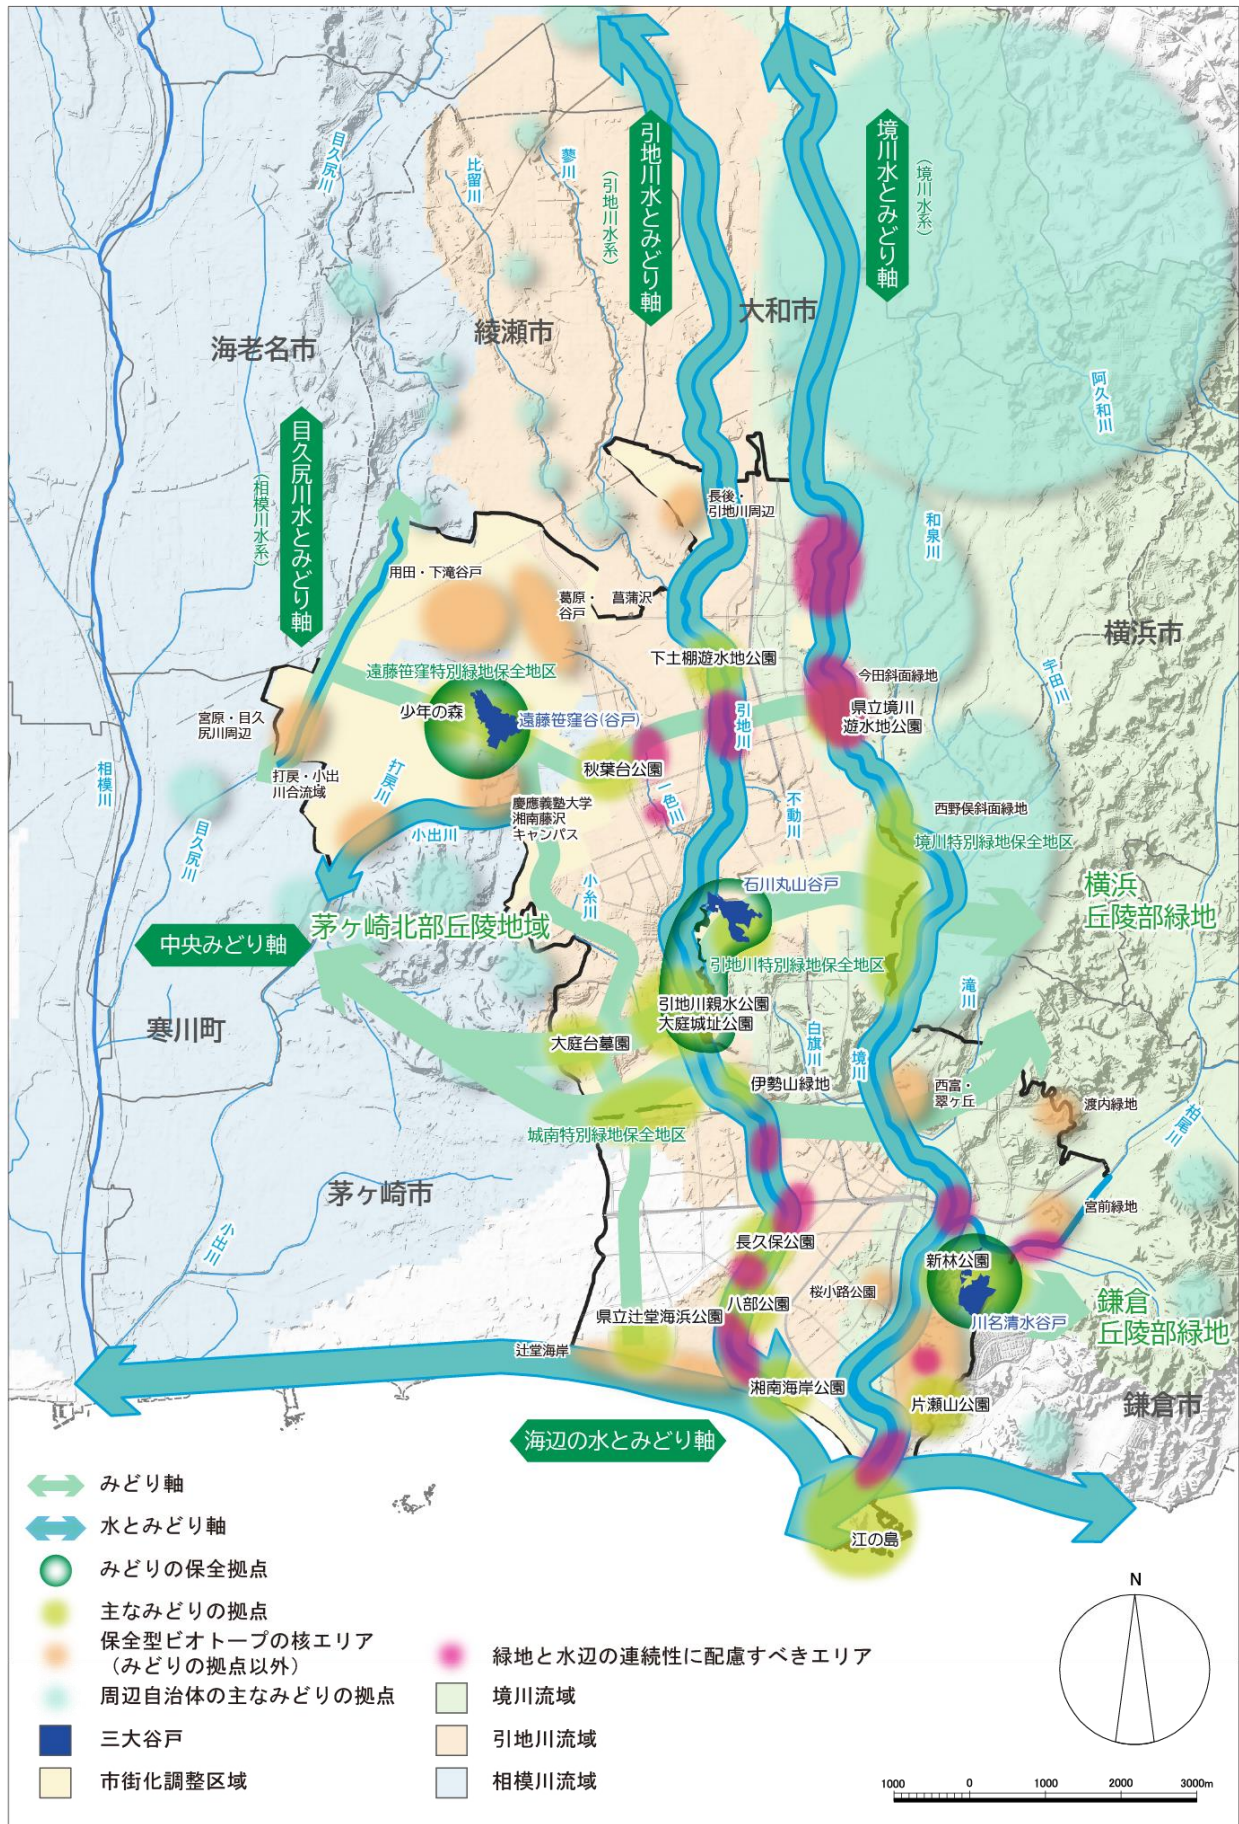 目久尻川
比留川
蓼川
(引地川水系)
引地川水とみどり軸
境川水とみどり軸
(境川水系)
大和市
綾瀬市
海老名市
阿久和川
目久尻川水とみどり軸
(相模川水系)
長後・
引地川周辺
和泉川
用田・下滝谷戸
葛原・
谷戸
菖蒲沢
横浜市
下土棚遊水地公園
宇田川
遠藤笹窪特別緑地保全地区
今田斜面緑地
少年の森
遠藤笹窪谷(谷戸)
引地川
県立境川
遊水地公園
宮原・目久
尻川周辺
相模川
打戻・小出
川合流域
打戻川
秋葉台公園
一色川
不動川
目久尻川
小出川
慶應義塾大学
湘南藤沢
キャンパス
西野俣斜面緑地
境川特別緑地保全地区
小糸川
石川丸山谷戸
横浜
丘陵部緑地
茅ヶ崎北部丘陵地域
中央みどり軸
引地川特別緑地保全地区
滝川
引地川親水公園
大庭城址公園
寒川町
大庭台墓園
白旗川
境川
伊勢山緑地
西富・
翠ヶ丘
渡内緑地
柏尾川
城南特別緑地保全地区
茅ヶ崎市
宮前緑地
小出川
長久保公園
新林公園
桜小路公園
八部公園
県立辻堂海浜公園
川名清水谷戸
鎌倉
丘陵部緑地
辻堂海岸
湘南海岸公園
片瀬山公園
鎌倉市
海辺の水とみどり軸
江の島
みどり軸
水とみどり軸
みどりの保全拠点
主なみどりの拠点
保全型ビオトープの核エリア
(みどりの拠点以外)
周辺自治体の主なみどりの拠点
三大谷戸
市街化調整区域
緑地と水辺の連続性に配慮すべきエリア
境川流域
引地川流域
相模川流域
N
1000 0 1000 2000 3000m